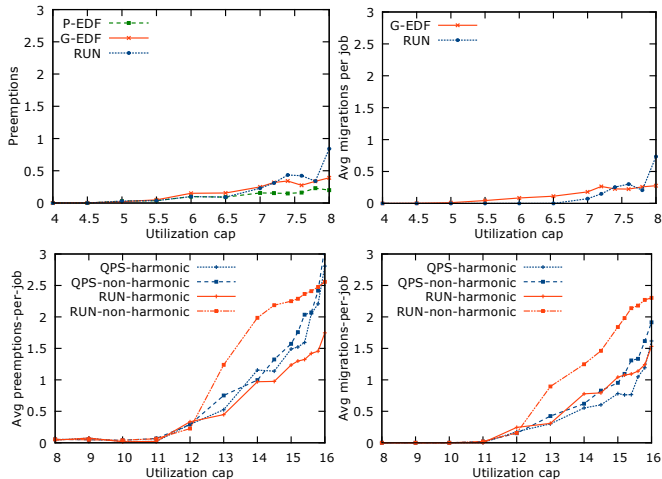 P-EDF
G-EDF
RUN
Preemptions
3
2.5
2
1.5
1
0.5
0
4 4.5 5 5.5 6 6.5 7 7.5 8
Utilization cap
G-EDF
RUN
Avg migrations per job
3
2.5
2
1.5
1
0.5
0
4 4.5 5 5.5 6 6.5 7 7.5 8
Utilization cap
QPS-harmonic
QPS-non-harmonic
RUN-harmonic
RUN-non-harmonic
Avg preemptions-per-job
3
2.5
2
1.5
1
0.5
0
8 9 10 11 12 13 14 15 16
Utilization cap
QPS-harmonic
QPS-non-harmonic
RUN-harmonic
RUN-non-harmonic
Avg migrations-per-job
3
2.5
2
1.5
1
0.5
0
8 9 10 11 12 13 14 15 16
Utilization cap